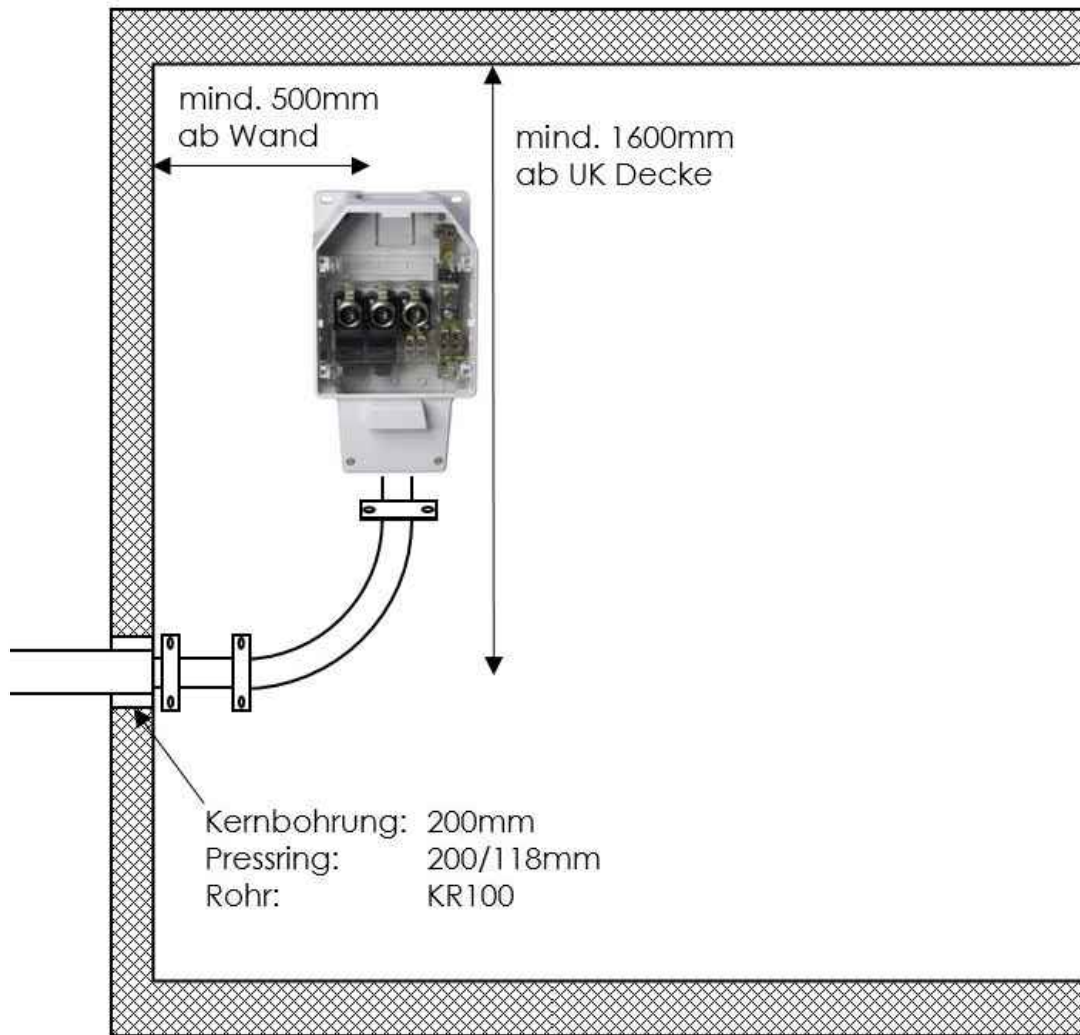 mind. 500mm
ab Wand
mind. 1600mm
ab UK Decke
Kernbohrung: 200mm
Pressring: 200/118mm
Rohr: KR100